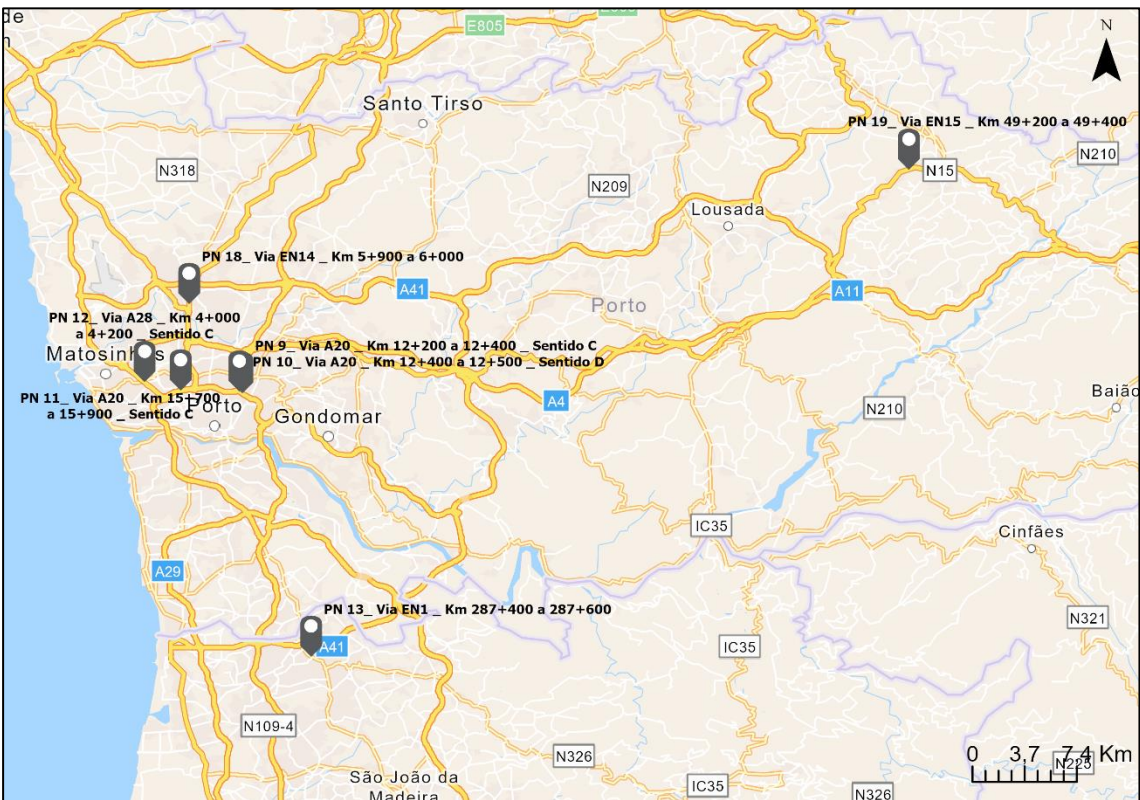 de
n
E805
N
Santo Tirso
PN 19_ Via EN15 _ Km 49+200 a 49+400
N210
N318
N15
N209
Lousada
PN 18_ Via EN14 _ Km 5+900 a 6+000
A41
A11
Porto
PN 12_ Via A28 _ Km 4+000
a 4+200 _ Sentido C
PN 9_ Via A20 _ Km 12+200 a 12+400 _ Sentido C
Matosinhos
PN 10_ Via A20 _ Km 12+400 a 12+500 _ Sentido D
PN 11_ Via A20 _ Km 15+700
a 15+900 _ Sentido C
Porto
A4
Baião
Gondomar
N210
IC35
Cinfães
A29
PN 13_ Via EN1 _ Km 287+400 a 287+600
N321
A41
IC35
N109-4
N326
0 3,7 7,4 Km
N225
São João da
Madeira
IC35
N326